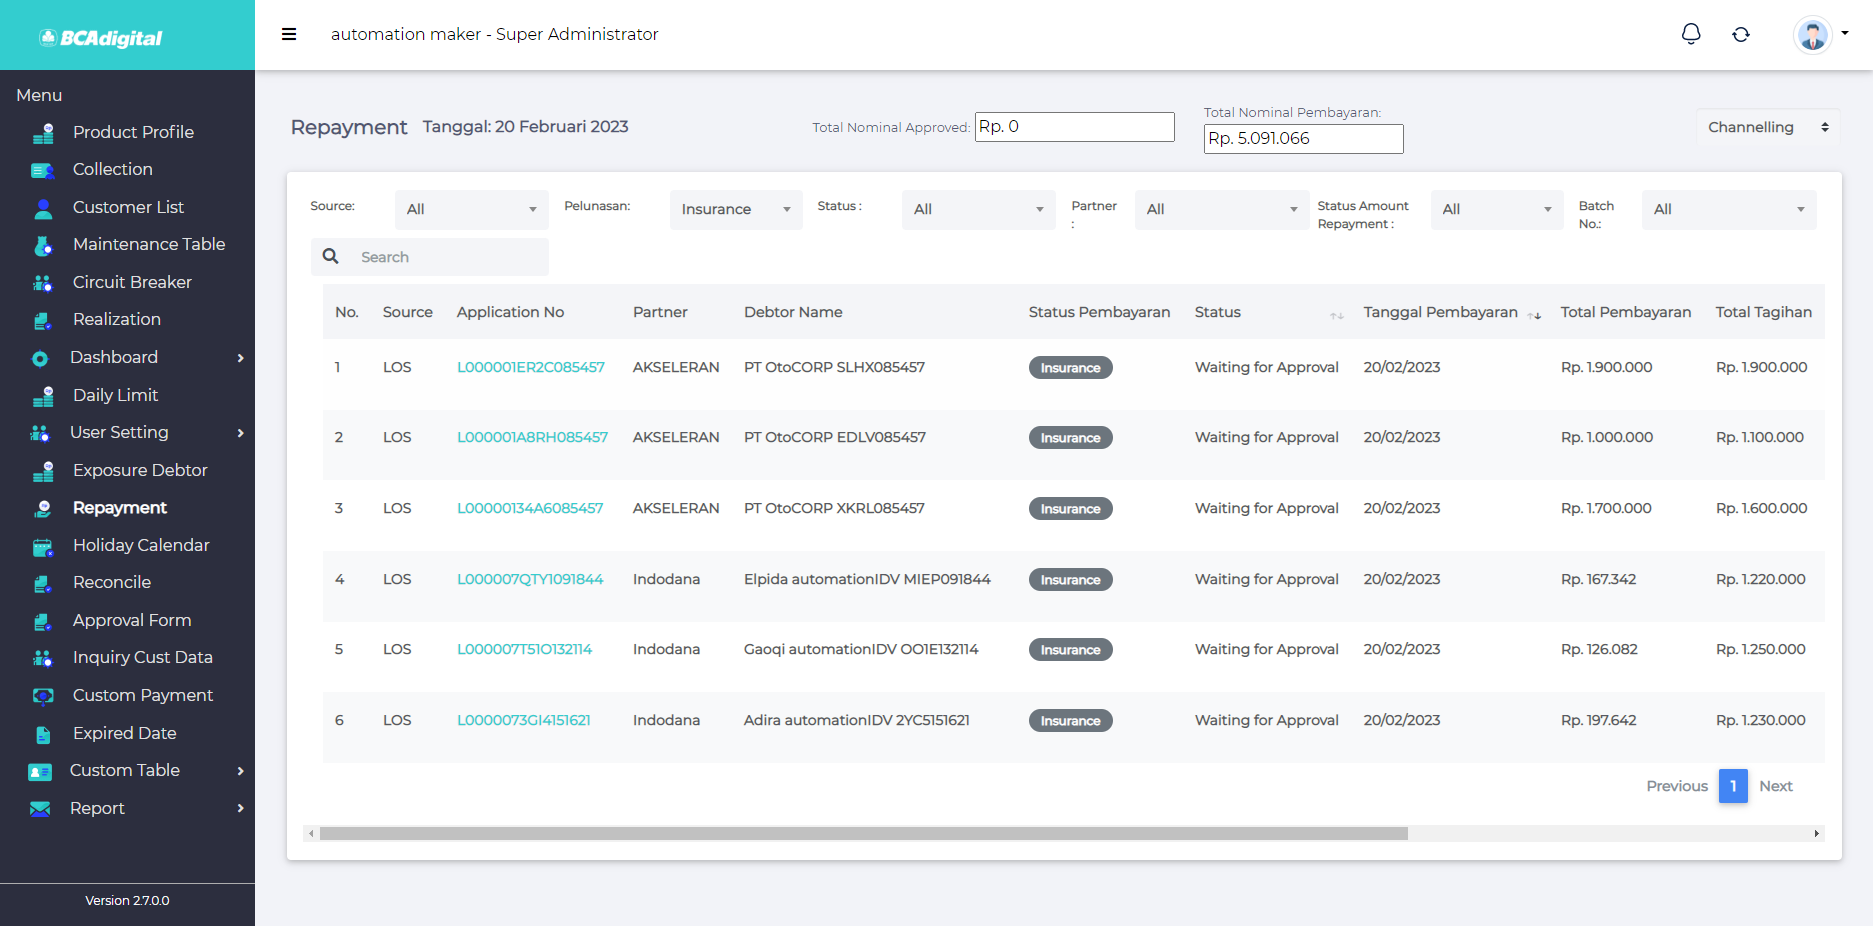 BCAdigital
automation maker - Super Administrator
Menu
Product Profile
Collection
Customer List
Maintenance Table
Circuit Breaker
Realization
Dashboard
Daily Limit
User Setting
Exposure Debtor
Repayment
Holiday Calendar
Reconcile
Approval Form
Inquiry Cust Data
Custom Payment
Expired Date
Custom Table
Report
Version 2.7.0.0
Repayment Tanggal: 20 Februari 2023
Total Nominal Approved: Rp. 0
Total Nominal Pembayaran:
Rp. 5.091.066
Channelling
Source: All
Pelunasan: Insurance
Status : All
Partner
: All
Status Amount
Repayment : All
Batch
No.: All
Search
No. Source Application No Partner Debtor Name Status Pembayaran Status Tanggal Pembayaran Total Pembayaran Total Tagihan
1 LOS L000001ER2C085457 AKSELERAN PT OtoCORP SLHX085457 Insurance Waiting for Approval 20/02/2023 Rp. 1.900.000 Rp. 1.900.000
2 LOS L000001A8RH085457 AKSELERAN PT OtoCORP EDLV085457 Insurance Waiting for Approval 20/02/2023 Rp. 1.000.000 Rp. 1.100.000
3 LOS L00000134A6085457 AKSELERAN PT OtoCORP XKRL085457 Insurance Waiting for Approval 20/02/2023 Rp. 1.700.000 Rp. 1.600.000
4 LOS L000007QTY1091844 Indodana Elpida automationIDV MIEP091844 Insurance Waiting for Approval 20/02/2023 Rp. 167.342 Rp. 1.220.000
5 LOS L000007T51O132114 Indodana Gaoqi automationIDV OO1E132114 Insurance Waiting for Approval 20/02/2023 Rp. 126.082 Rp. 1.250.000
6 LOS L0000073GI4151621 Indodana Adira automationIDV 2YC5151621 Insurance Waiting for Approval 20/02/2023 Rp. 197.642 Rp. 1.230.000
Previous 1 Next